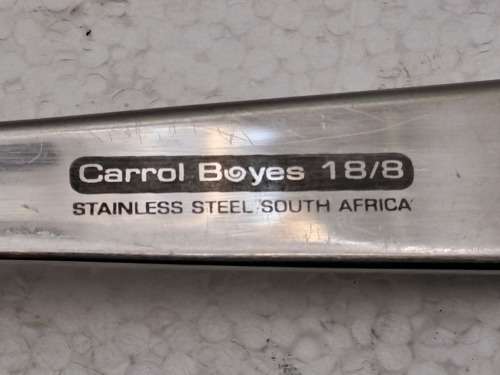 Carrol Boyes 18/8
STAINLESS STEEL SOUTH AFRICA